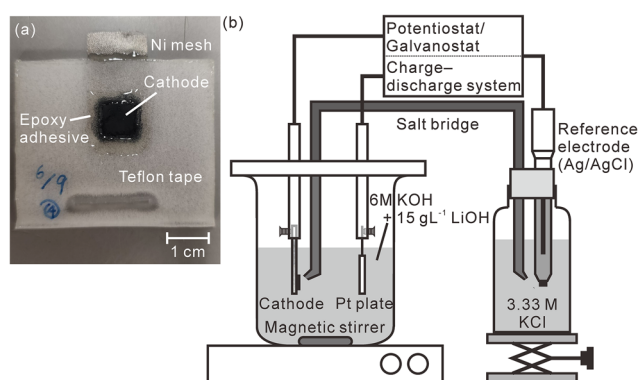 (a)
Ni mesh
Cathode
Epoxy
adhesive
Teflon tape
6/9
1 cm
(b)
Potentiostat/
Galvanostat
Charge–
discharge system
Salt bridge
Reference
electrode
(Ag/AgCl)
6M KOH
+ 15 gL⁻¹ LiOH
Cathode
Pt plate
Magnetic stirrer
3.33 M
KCl